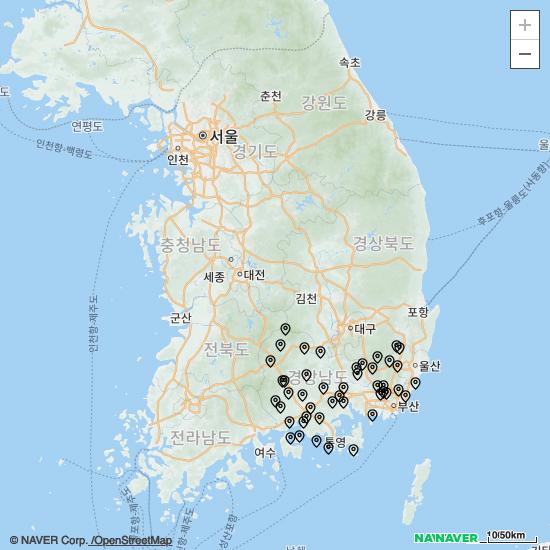 +
−
속초
춘천
강원도
강릉
도
연평도
서울
경기도
인천
인천항-백령도
울
후포항-울릉도(사동항)
충청남도
경상북도
세종
대전
김천
인천항-제주도
군산
포항
대구
전북도
울산
경상남도
부산
전라남도
여수
통영
© NAVER Corp. /OpenStreetMap
NAVER
10/50km